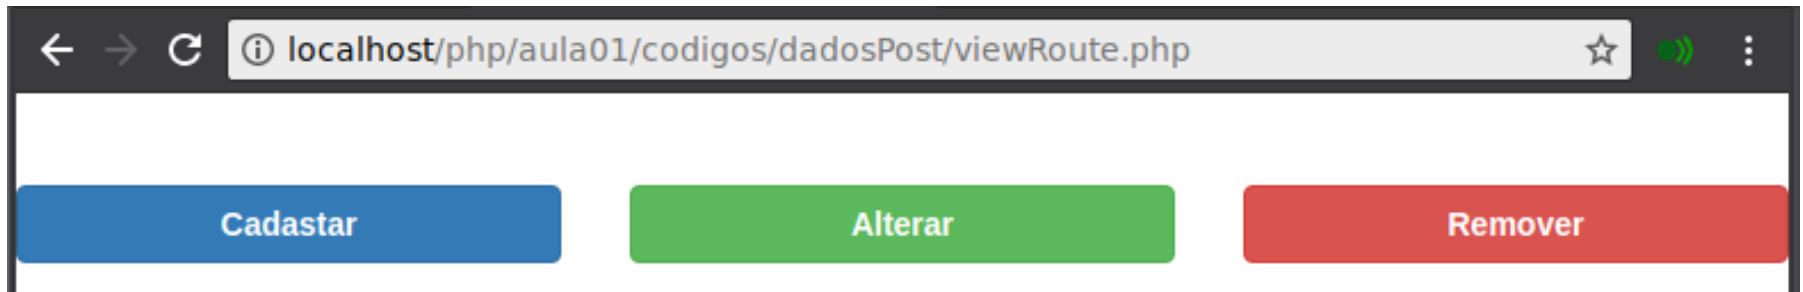 localhost/php/aula01/codigos/dadosPost/viewRoute.php
Cadastar Alterar Remover